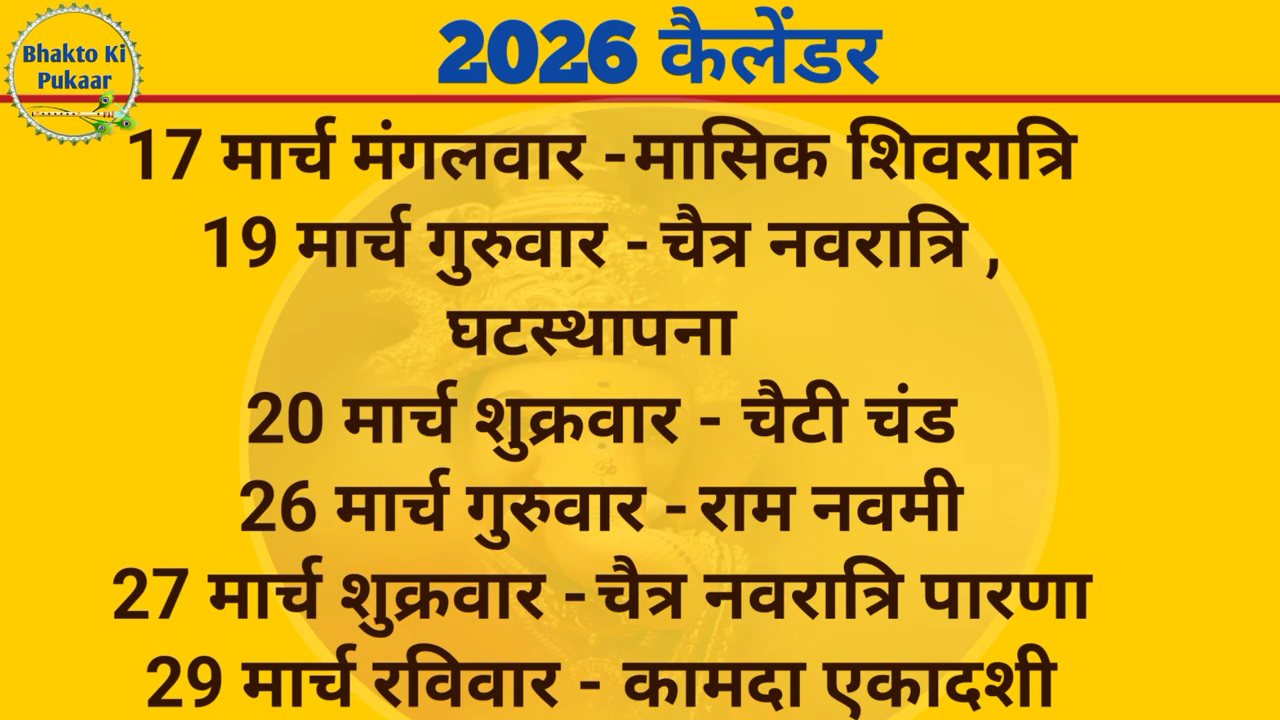 Bhakto Ki
Pukaar
2026 कैलेंडर
17 मार्च मंगलवार -मासिक शिवरात्रि
19 मार्च गुरुवार - चैत्र नवरात्रि ,
घटस्थापना
20 मार्च शुक्रवार - चैटी चंड
26 मार्च गुरुवार -राम नवमी
27 मार्च शुक्रवार -चैत्र नवरात्रि पारणा
29 मार्च रविवार - कामदा एकादशी